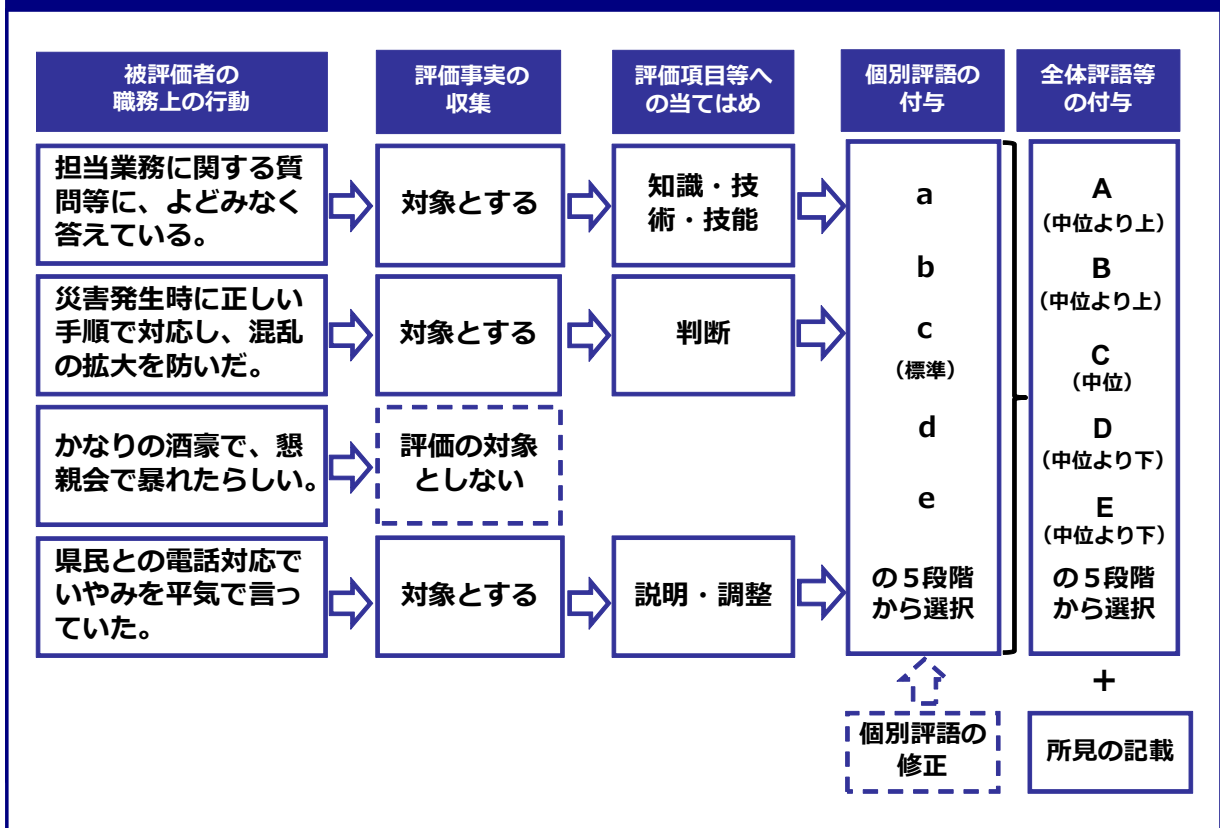 被評価者の
職務上の行動
評価事実の
収集
評価項目等へ
の当てはめ
個別評語の
付与
全体評語等
の付与
担当業務に関する質
問等に、よどみなく
答えている。
対象とする
知識・技
術・技能
災害発生時に正しい
手順で対応し、混乱
の拡大を防いだ。
対象とする
判断
かなりの酒豪で、懇
親会で暴れたらしい。
評価の対象
としない
県民との電話対応で
いやみを平気で言っ
ていた。
対象とする
説明・調整
a
b
c
（標準）
d
e
の５段階
から選択
A
（中位より上）
B
（中位より上）
C
（中位）
D
（中位より下）
E
（中位より下）
の５段階
から選択
個別評語の
修正
＋
所見の記載